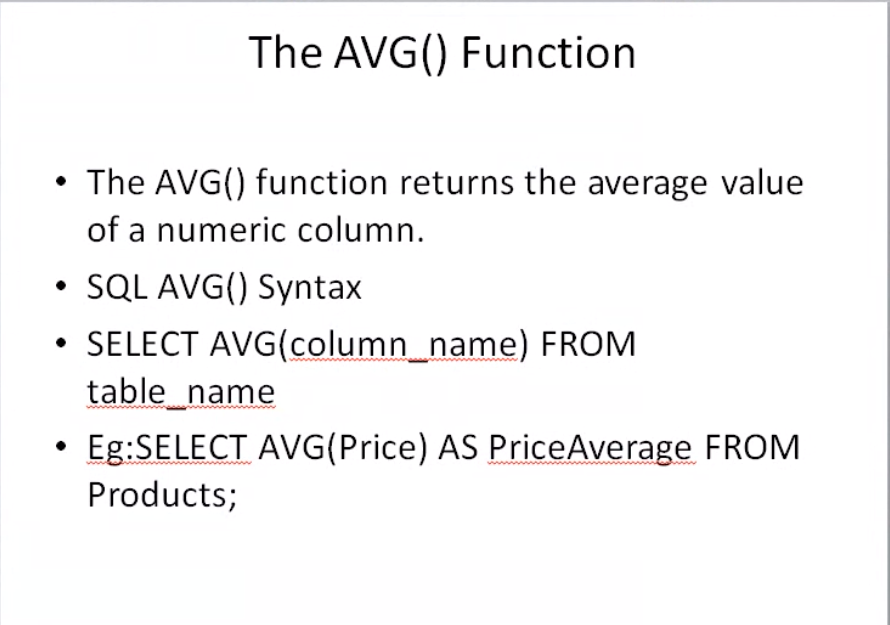 The AVG() Function
• The AVG() function returns the average value
of a numeric column.
• SQL AVG() Syntax
• SELECT AVG(column_name) FROM
table_name
• Eg:SELECT AVG(Price) AS PriceAverage FROM
Products;